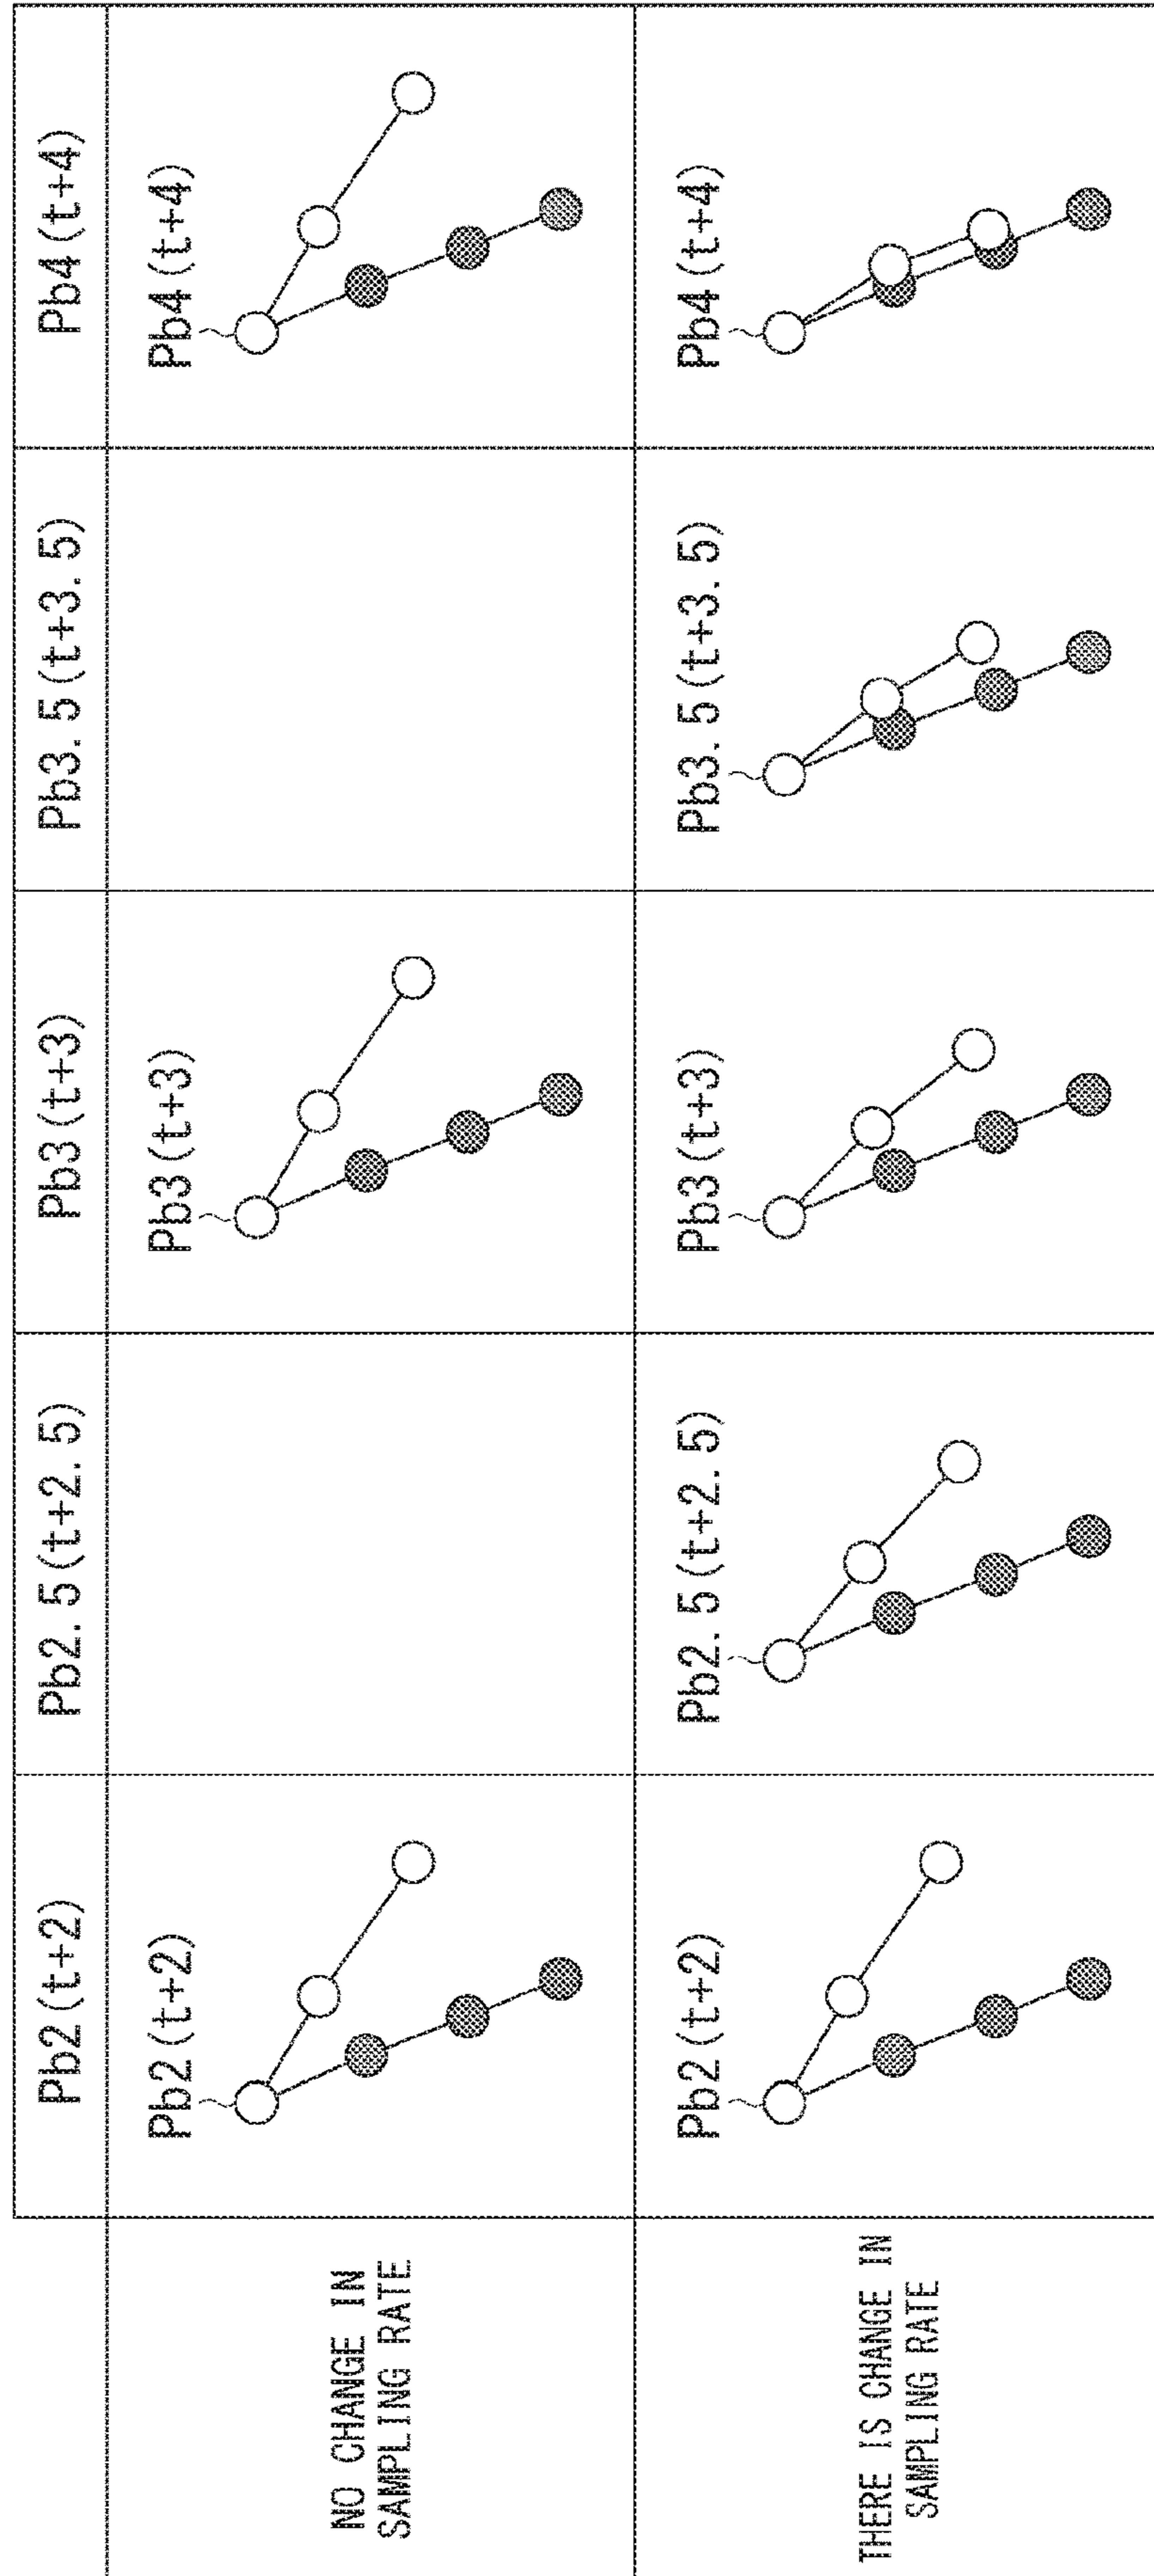 Pb2(t+2)
Pb2. 5(t+2. 5)
Pb3(t+3)
Pb3. 5(t+3. 5)
Pb4(t+4)
NO CHANGE IN
SAMPLING RATE
Pb2(t+2)
Pb3(t+3)
Pb4(t+4)
THERE IS CHANGE IN
SAMPLING RATE
Pb2(t+2)
Pb2. 5(t+2. 5)
Pb3(t+3)
Pb3. 5(t+3. 5)
Pb4(t+4)